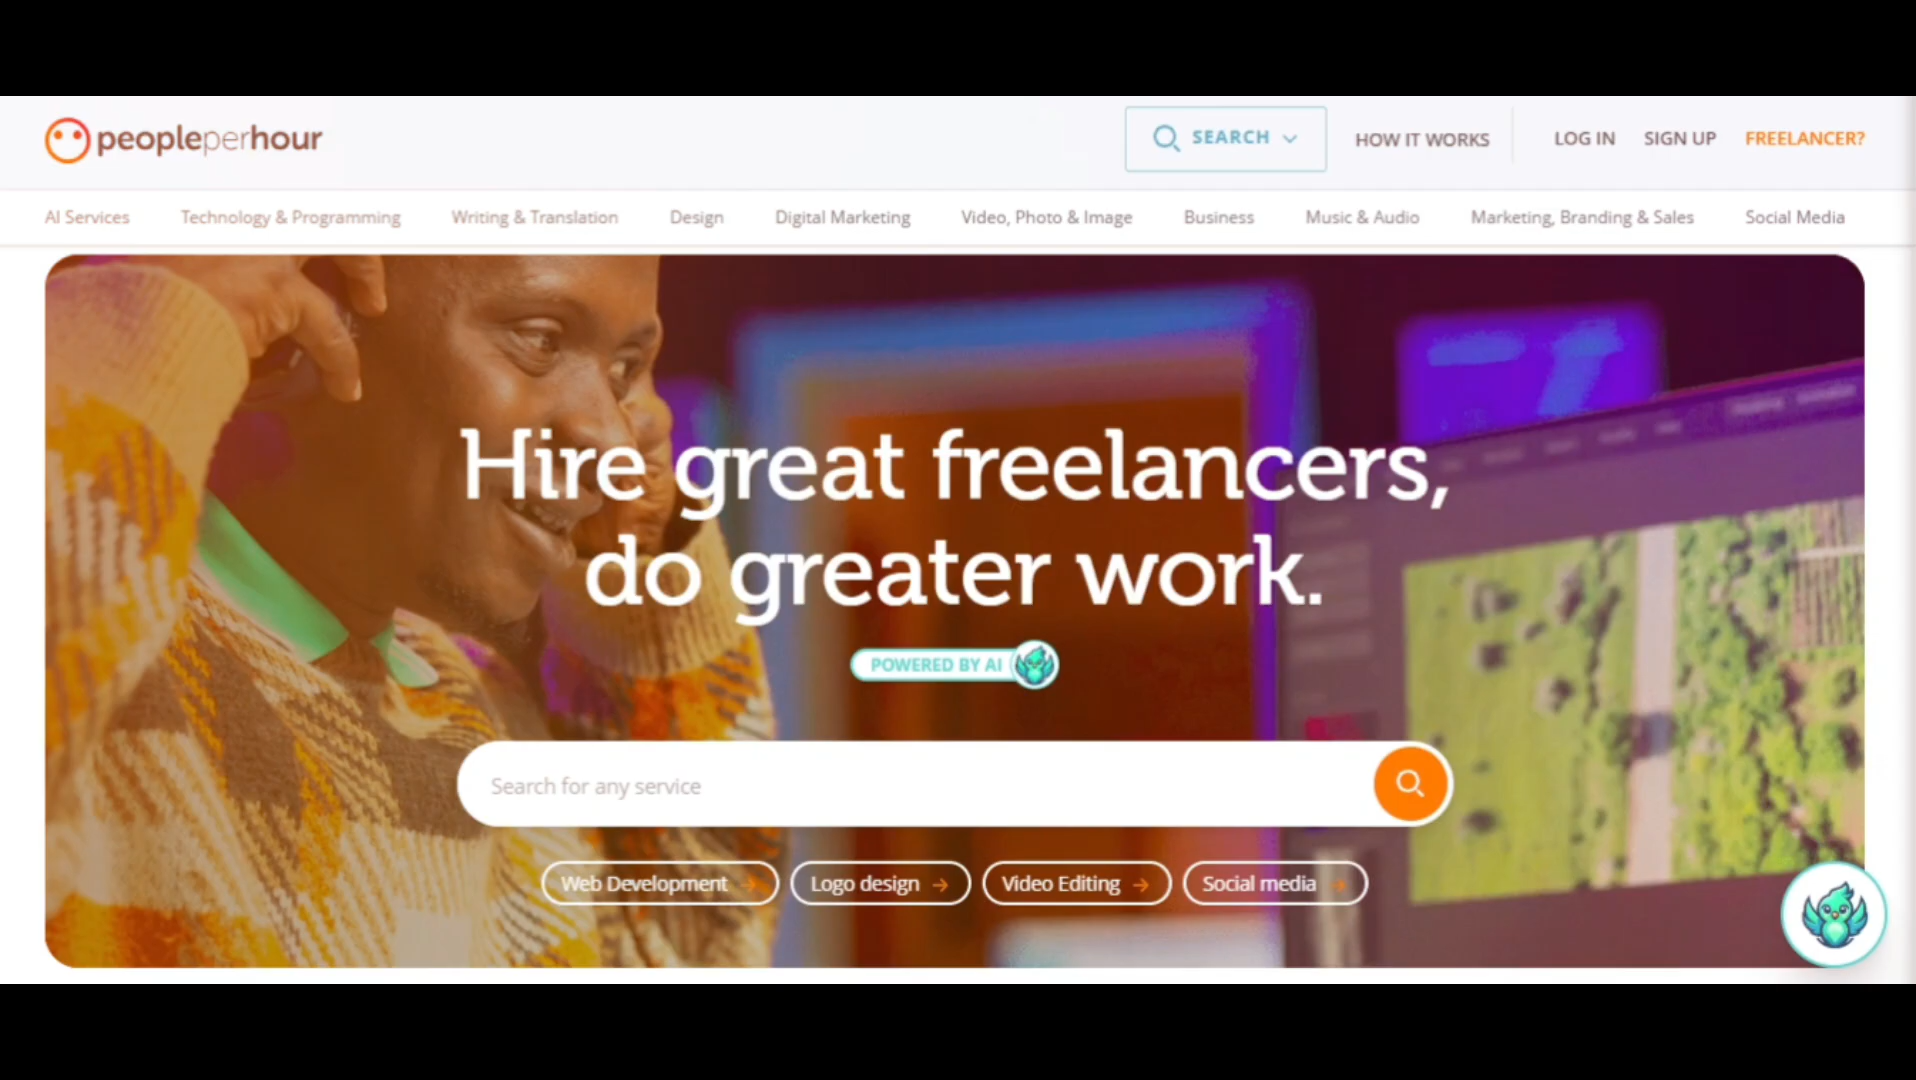 peopleperhour
SEARCH
HOW IT WORKS
LOG IN
SIGN UP
FREELANCER?
AI Services
Technology & Programming
Writing & Translation
Design
Digital Marketing
Video, Photo & Image
Business
Music & Audio
Marketing, Branding & Sales
Social Media
Hire great freelancers,
do greater work.
POWERED BY AI
Search for any service
Web Development →
Logo design →
Video Editing →
Social media →